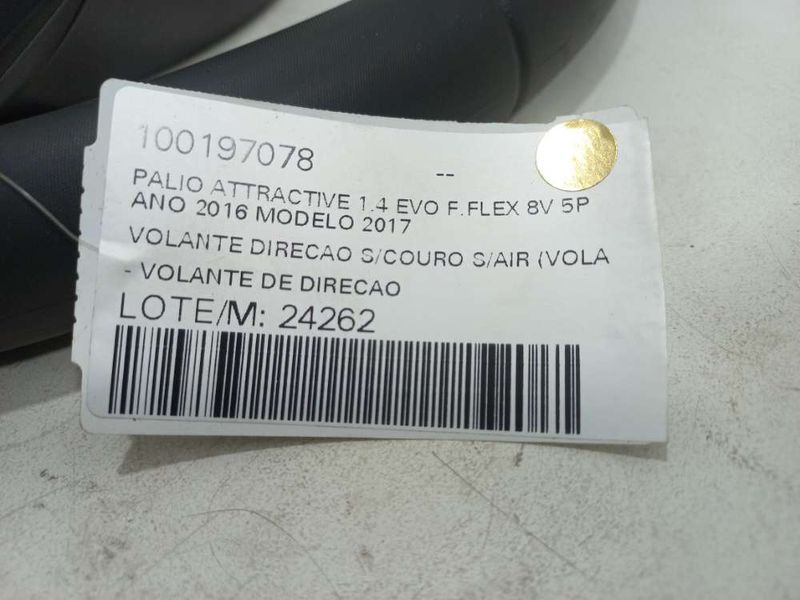 100197078
--
PALIO ATTRACTIVE 1.4 EVO F.FLEX 8V 5P
ANO 2016 MODELO 2017
VOLANTE DIRECAO S/COURO S/AIR (VOLA
- VOLANTE DE DIRECAO
LOTE/M: 24262